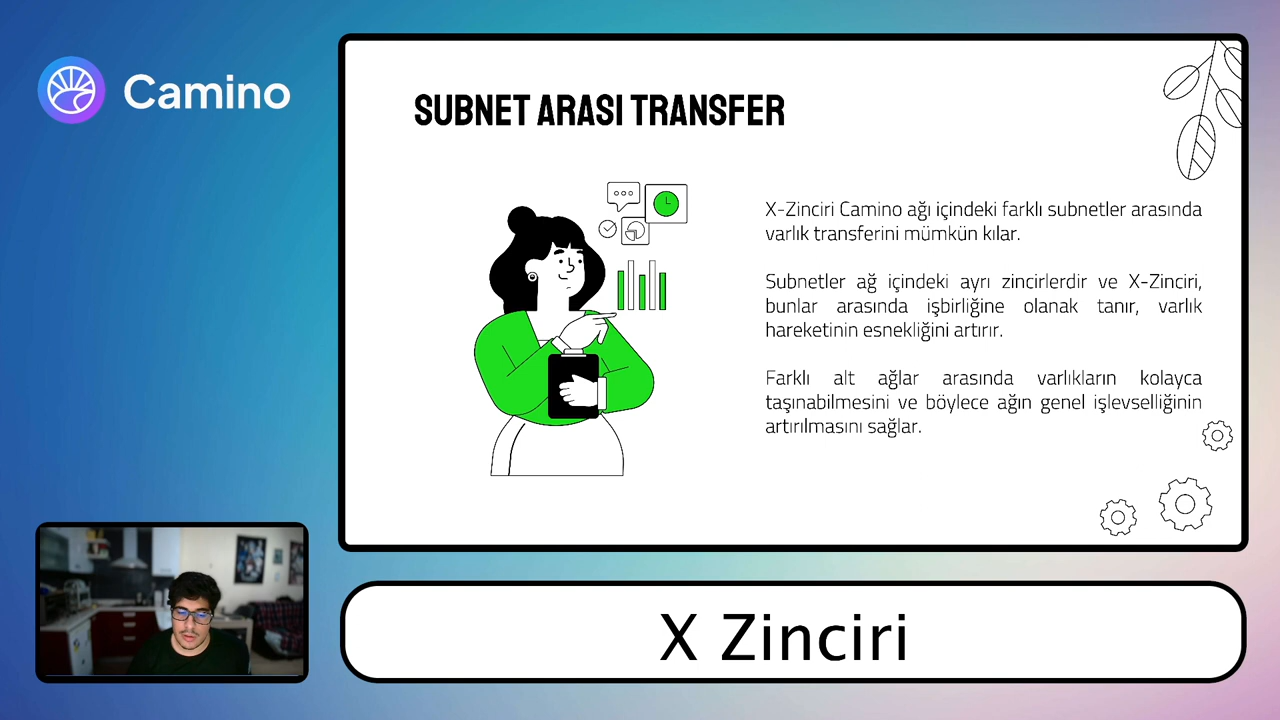 Camino
SUBNET ARASI TRANSFER
X-Zinciri Camino ağı içindeki farklı subnetler arasında
varlık transferini mümkün kılar.
Subnetler ağ içindeki ayrı zincirlerdir ve X-Zinciri,
bunlar arasında işbirliğine olanak tanır, varlık
hareketinin esnekliğini artırır.
Farklı alt ağlar arasında varlıkların kolayca
taşınabilmesini ve böylece ağın genel işlevselliğinin
artırılmasını sağlar.
X Zinciri